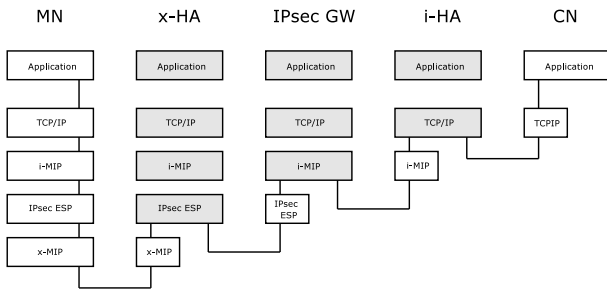 MN x-HA IPsec GW i-HA CN
Application Application Application Application Application
TCP/IP TCP/IP TCP/IP TCP/IP TCPIP
i-MIP i-MIP i-MIP i-MIP
IPsec ESP IPsec ESP IPsec
ESP
x-MIP x-MIP